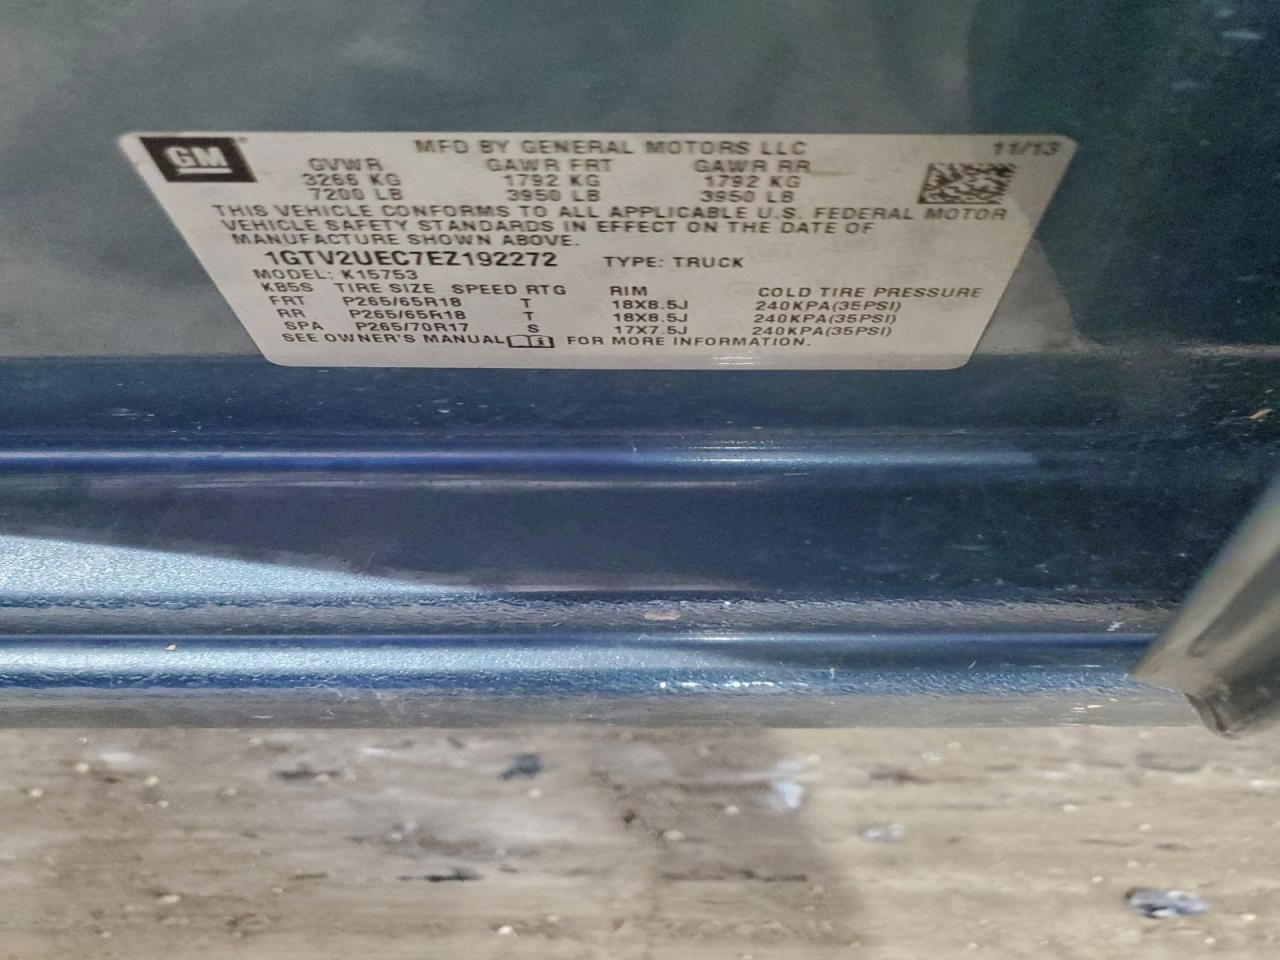 GM
MFD BY GENERAL MOTORS LLC 11/13
GVWR GAWR FRT GAWR RR
3266 KG 1792 KG 1792 KG
7200 LB 3950 LB 3950 LB
THIS VEHICLE CONFORMS TO ALL APPLICABLE U.S. FEDERAL MOTOR
VEHICLE SAFETY STANDARDS IN EFFECT ON THE DATE OF
MANUFACTURE SHOWN ABOVE.
1GTV2UEC7EZ192272 TYPE: TRUCK
MODEL: K15753
KB5S TIRE SIZE SPEED RTG RIM COLD TIRE PRESSURE
FRT P265/65R18 T 18X8.5J 240KPA(35PSI)
RR P265/65R18 T 18X8.5J 240KPA(35PSI)
SPA P265/70R17 S 17X7.5J 240KPA(35PSI)
SEE OWNER'S MANUAL FOR MORE INFORMATION.